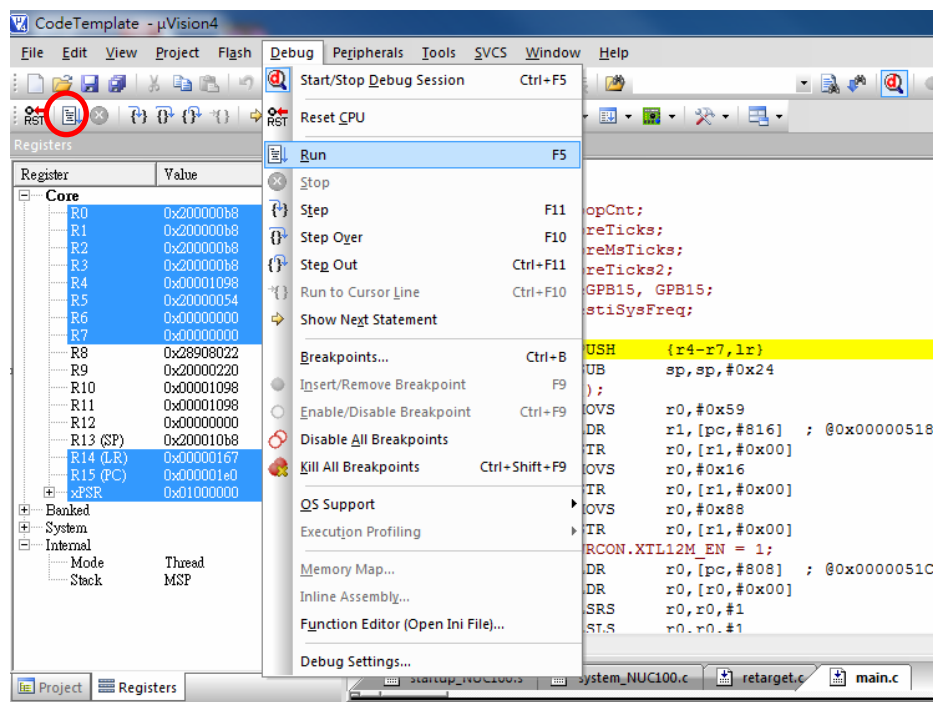 CodeTemplate - µVision4
File Edit View Project Flash Debug Peripherals Tools SVCS Window Help
RST
Registers
Register Value
Core
R0 0x200000b8
R1 0x200000b8
R2 0x200000b8
R3 0x200000b8
R4 0x00001098
R5 0x20000054
R6 0x00000000
R7 0x00000000
R8 0x28908022
R9 0x20000220
R10 0x00001098
R11 0x00001098
R12 0x00000000
R13 (SP) 0x200010b8
R14 (LR) 0x00000167
R15 (PC) 0x000001e0
xPSR 0x01000000
Banked
System
Internal
Mode Thread
Stack MSP
Project Registers
Start/Stop Debug Session Ctrl+F5
RST Reset CPU
Run F5
Stop
Step F11
Step Over F10
Step Out Ctrl+F11
Run to Cursor Line Ctrl+F10
Show Next Statement
Breakpoints... Ctrl+B
Insert/Remove Breakpoint F9
Enable/Disable Breakpoint Ctrl+F9
Disable All Breakpoints
Kill All Breakpoints Ctrl+Shift+F9
OS Support
Execution Profiling
Memory Map...
Inline Assembly...
Function Editor (Open Ini File)...
Debug Settings...
opCnt;
reTicks;
reMsTicks;
reTicks2;
GPB15, GPB15;
stiSysFreq;
USH {r4-r7,lr}
UB sp,sp,#0x24
);
OVS r0,#0x59
DR r1,[pc,#816] ; @0x00000518
TR r0,[r1,#0x00]
OVS r0,#0x16
TR r0,[r1,#0x00]
OVS r0,#0x88
TR r0,[r1,#0x00]
RCON.XTL12M_EN = 1;
DR r0,[pc,#808] ; @0x0000051C
DR r0,[r0,#0x00]
SRS r0,r0,#1
SLS r0,r0,#1
startup_NUC100.s system_NUC100.c retarget.c main.c